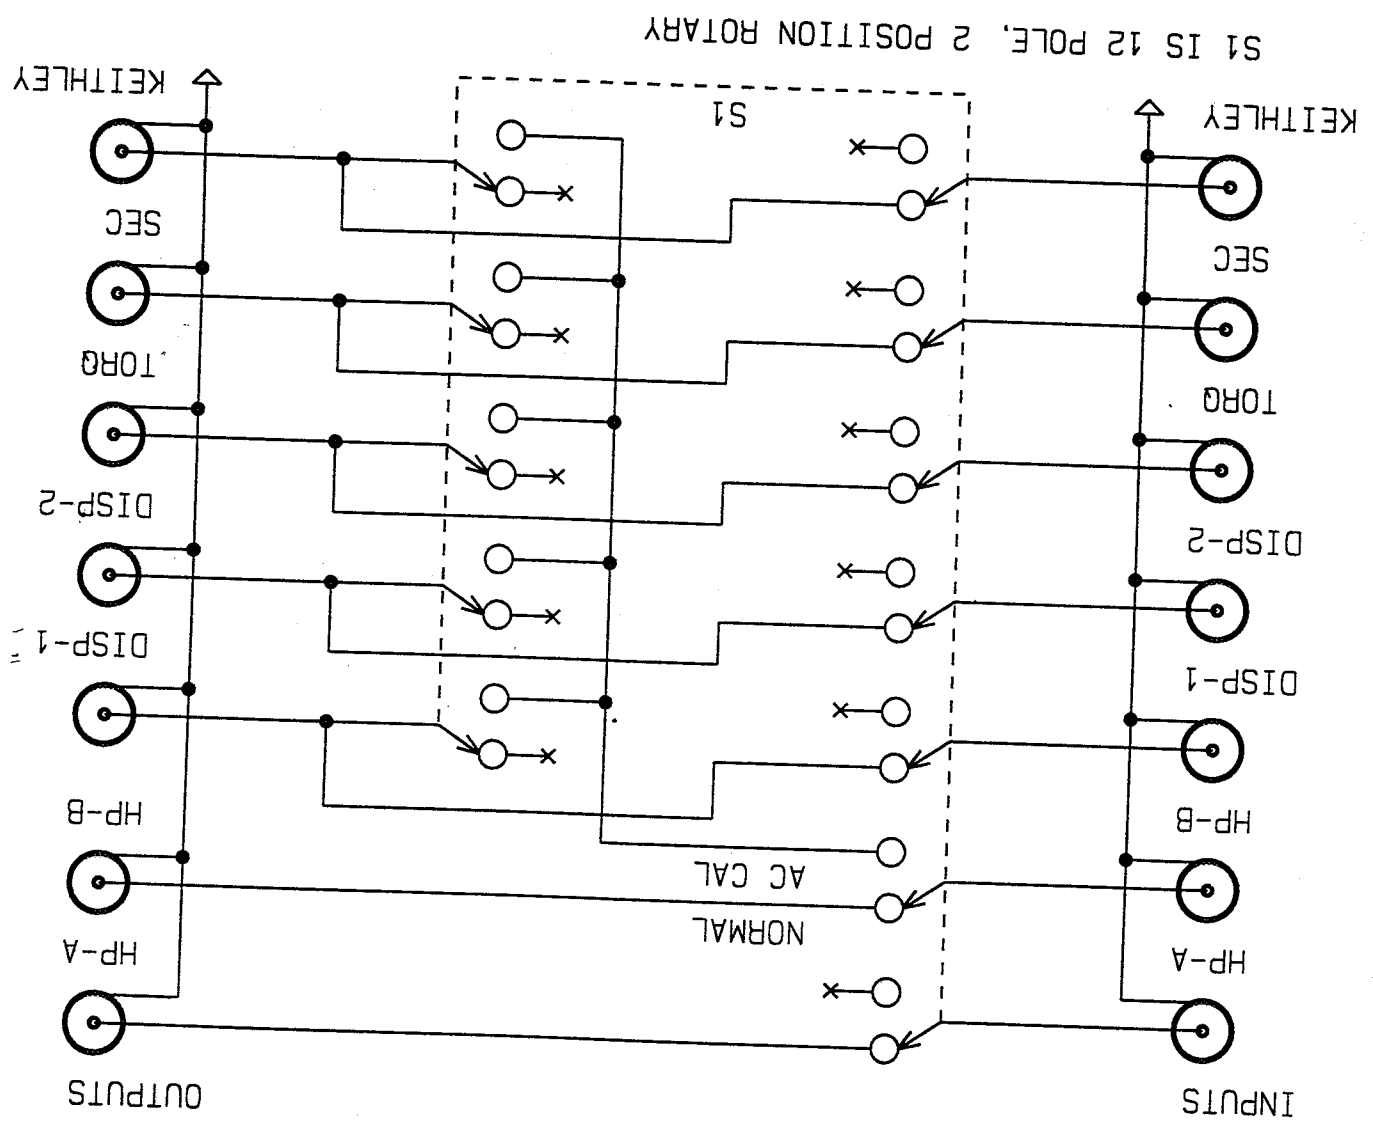 INPUTS
OUTPUTS
HP-A
HP-A
NORMAL
AC CAL
HP-B
HP-B
DISP-1
DISP-1
DISP-2
DISP-2
TORQ
TORQ
SEC
SEC
KEITHLEY
S1
KEITHLEY
S1 IS 12 POLE, 2 POSITION ROTARY